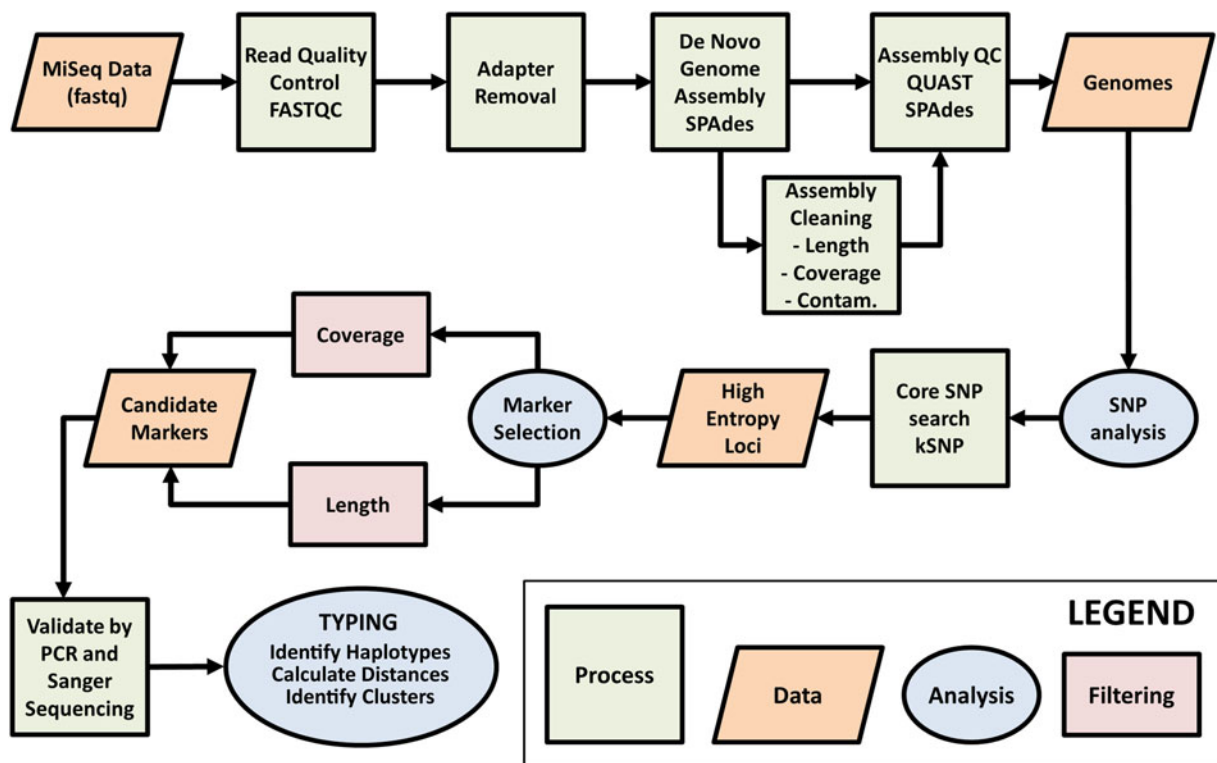 MiSeq Data
(fastq)
Read Quality
Control
FASTQC
Adapter
Removal
De Novo
Genome
Assembly
SPAdes
Assembly QC
QUAST
SPAdes
Genomes
Assembly
Cleaning
- Length
- Coverage
- Contam.
SNP
analysis
Core SNP
search
kSNP
High
Entropy
Loci
Marker
Selection
Coverage
Length
Candidate
Markers
Validate by
PCR and
Sanger
Sequencing
TYPING
Identify Haplotypes
Calculate Distances
Identify Clusters
LEGEND
Process
Data
Analysis
Filtering